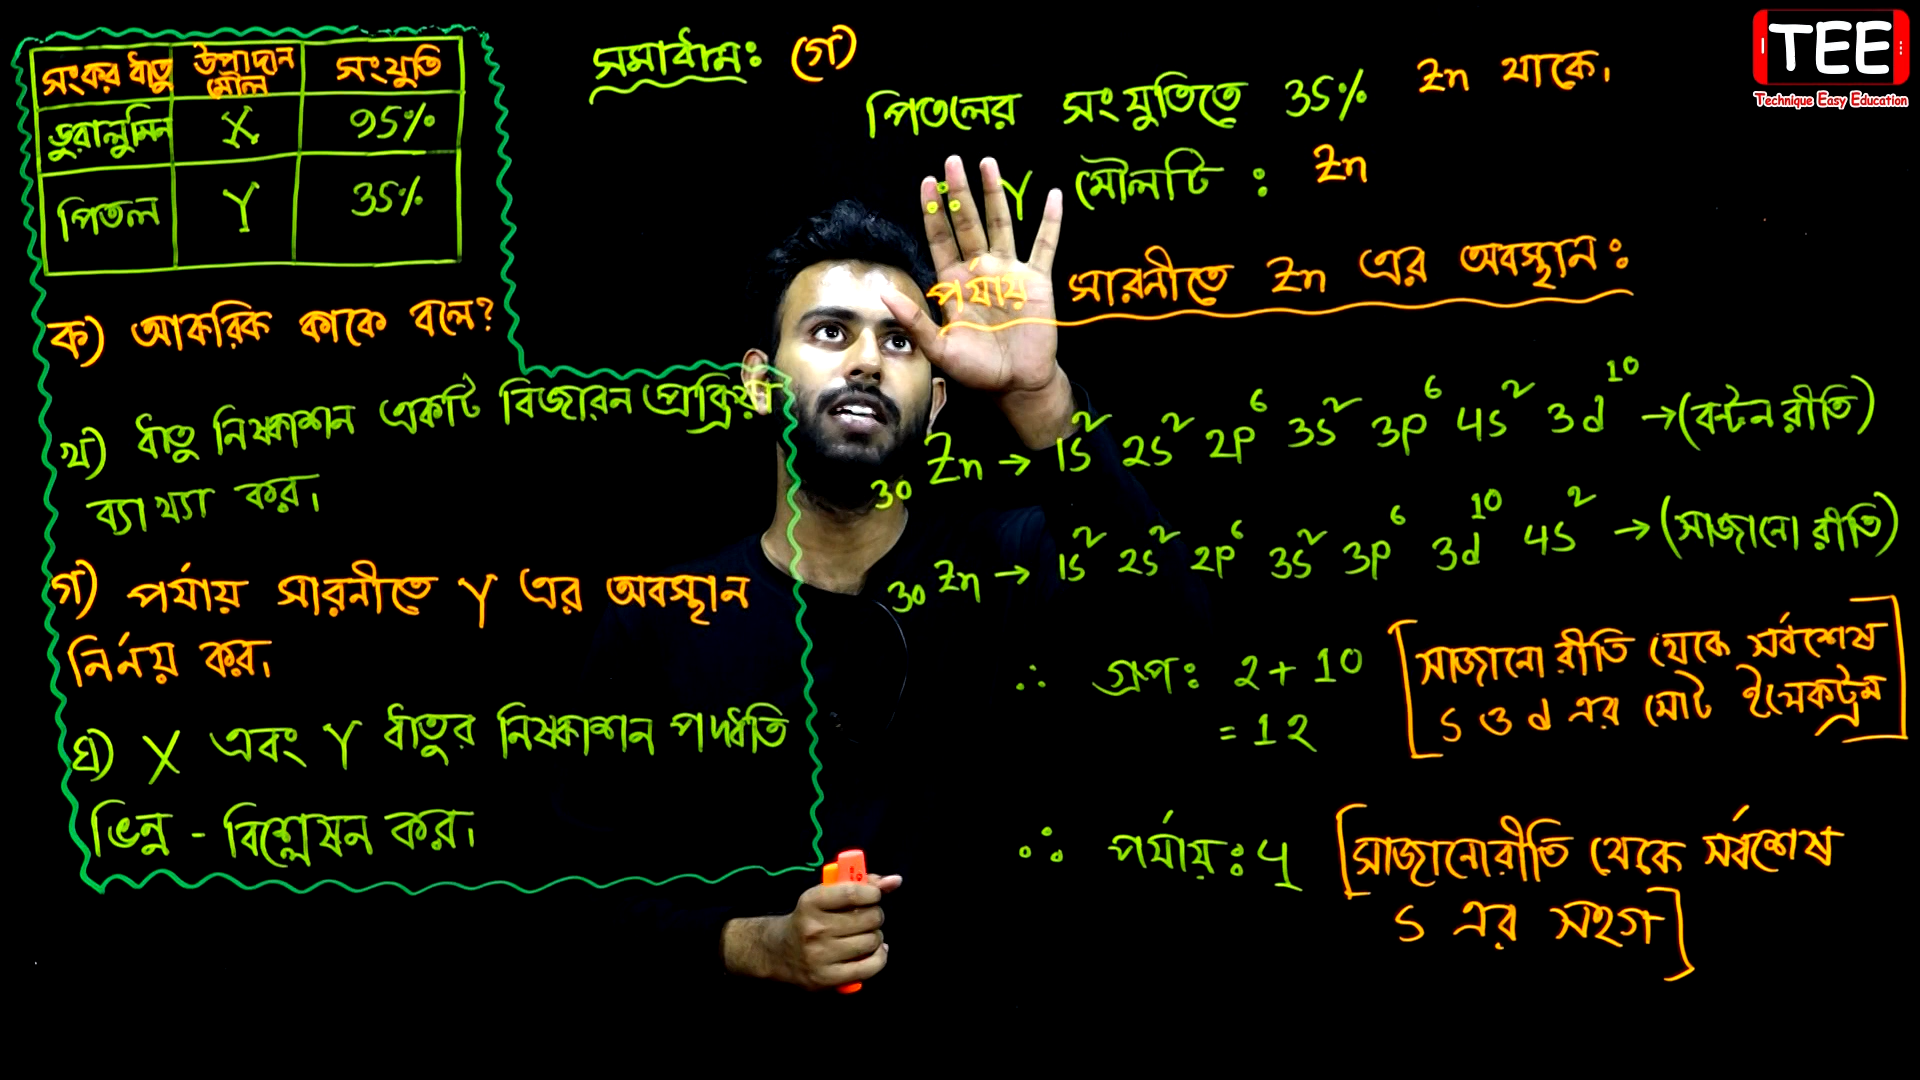 সংকর ধাতু উপাদান মৌল সংযুতি
ডুরালুমিন X 95%
পিতল Y 35%
ক) আকরিক কাকে বলে?
খ) ধাতু নিষ্কাশন একটি বিজারন প্রক্রিয়া
ব্যাখ্যা কর।
গ) পর্যায় সারনীতে Y এর অবস্থান
নির্নয় কর।
ঘ) X এবং Y ধাতুর নিষ্কাশন পদ্ধতি
ভিন্ন - বিশ্লেষন কর।
সমাধানঃ (গ)
পিতলের সংযুতিতে 35% Zn থাকে।
∴ Y মৌলটি : Zn
পর্যায় সারনীতে Zn এর অবস্থানঃ
₃₀Zn → 1s² 2s² 2p⁶ 3s² 3p⁶ 4s² 3d¹⁰ → (বন্টন রীতি)
₃₀Zn → 1s² 2s² 2p⁶ 3s² 3p⁶ 3d¹⁰ 4s² → (সাজানো রীতি)
∴ গ্রুপঃ 2 + 10
= 12
[সাজানো রীতি থেকে সর্বশেষ
s ও d এর মোট ইলেকট্রন]
∴ পর্যায়ঃ 4 [সাজানোরীতি থেকে সর্বশেষ
s এর সহগ]
TEE
Technique Easy Education